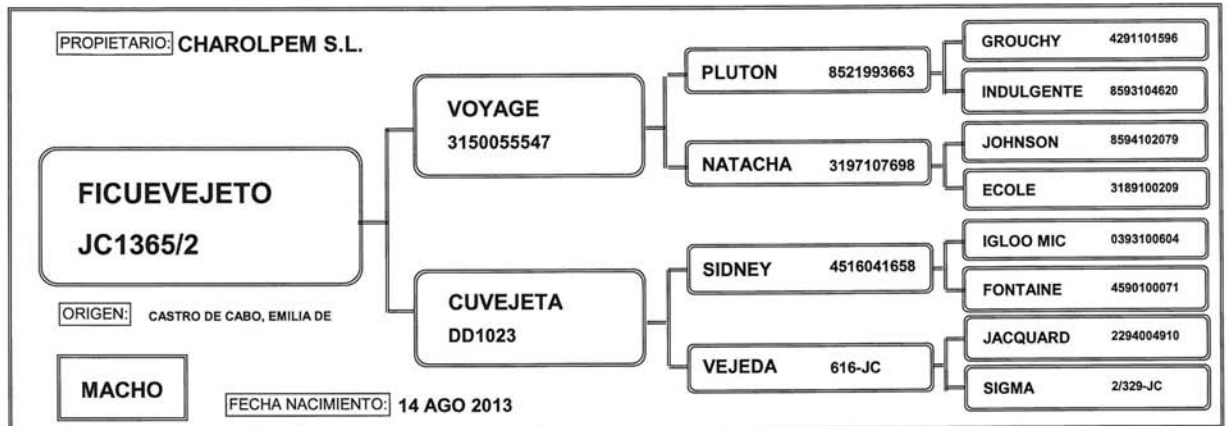 PROPIETARIO: CHAROLPEM S.L.
FICUEVEJETO
JC1365/2
ORIGEN: CASTRO DE CABO, EMILIA DE
MACHO
FECHA NACIMIENTO: 14 AGO 2013
VOYAGE
3150055547
CUVEJETA
DD1023
PLUTON 8521993663
NATACHA 3197107698
SIDNEY 4516041658
VEJEDA 616-JC
GROUCHY 4291101596
INDULGENTE 8593104620
JOHNSON 8594102079
ECOLE 3189100209
IGLOO MIC 0393100604
FONTAINE 4590100071
JACQUARD 2294004910
SIGMA 2/329-JC